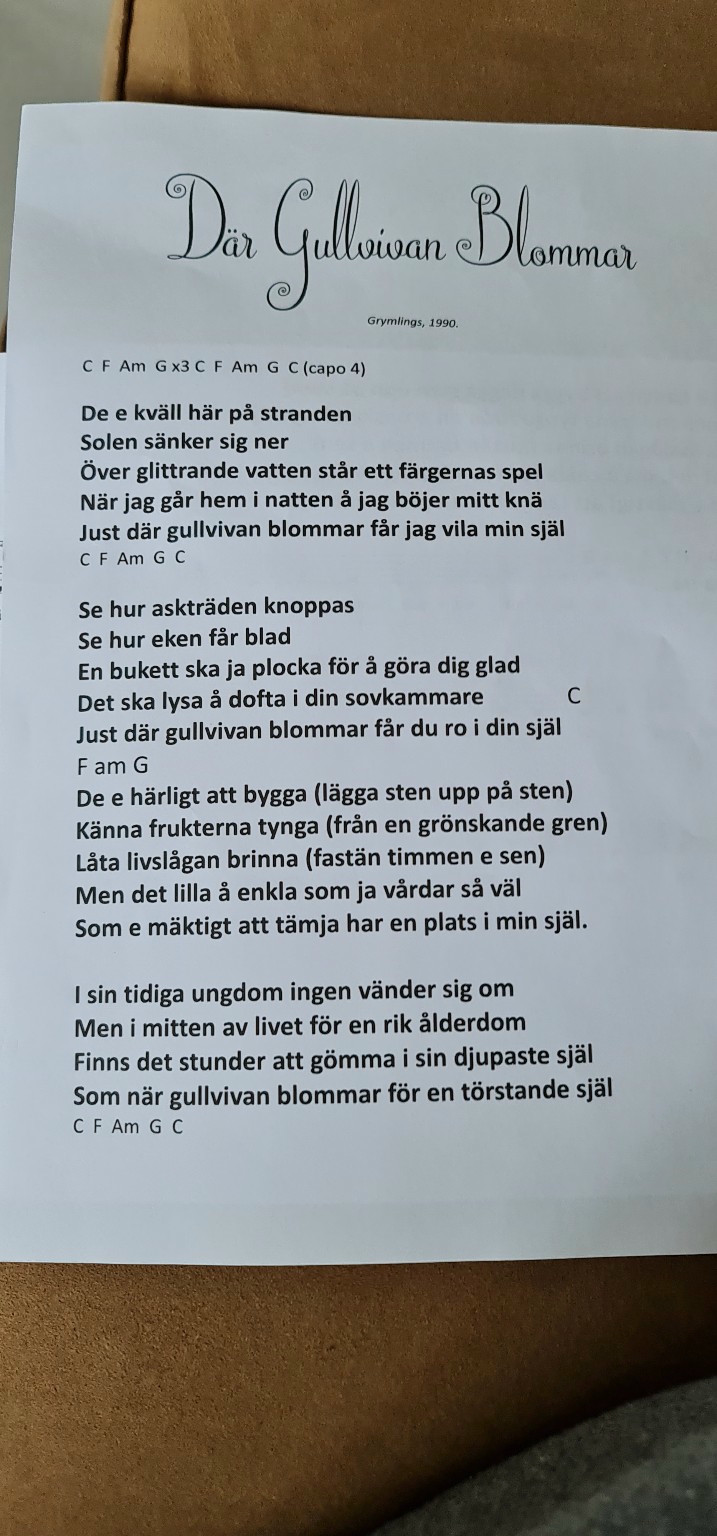 Där Gullvivan Blommar
Grymlings, 1990.
C F Am G x3 C F Am G C (capo 4)
De e kväll här på stranden
Solen sänker sig ner
Över glittrande vatten står ett färgernas spel
När jag går hem i natten å jag böjer mitt knä
Just där gullvivan blommar får jag vila min själ
C F Am G C
Se hur askträden knoppas
Se hur eken får blad
En bukett ska ja plocka för å göra dig glad
Det ska lysa å dofta i din sovkammare C
Just där gullvivan blommar får du ro i din själ
F am G
De e härligt att bygga (lägga sten upp på sten)
Känna frukterna tynga (från en grönskande gren)
Låta livslågan brinna (fastän timmen e sen)
Men det lilla å enkla som ja vårdar så väl
Som e mäktigt att tämja har en plats i min själ.
I sin tidiga ungdom ingen vänder sig om
Men i mitten av livet för en rik ålderdom
Finns det stunder att gömma i sin djupaste själ
Som när gullvivan blommar för en törstande själ
C F Am G C